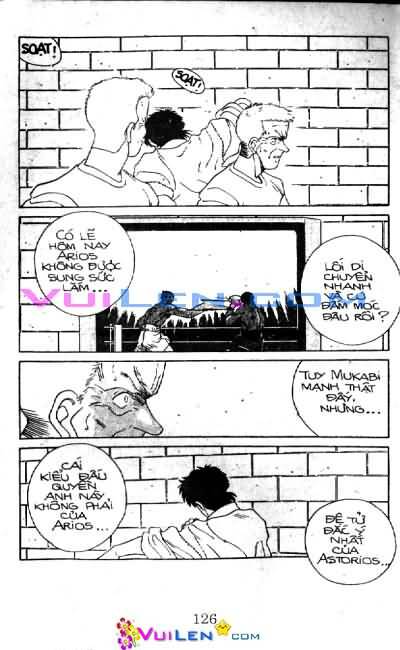 SOẠT!
SOẠT!
CÓ LẼ
HÔM NAY
ARIOS
KHÔNG ĐƯỢC
SUNG SỨC
LẮM...
LỐI DI
CHUYỂN
NHANH
VÀ CÚ
ĐẤM MÓC
ĐÂU RỒI?
VuiLen.com
TUY MUKABI
MẠNH THẬT
ĐẤY,
NHƯNG...
CÁI
KIỂU ĐẤU
QUYỀN
ANH NÀY
KHÔNG PHẢI
CỦA
ARIOS...
ĐỆ TỬ
ĐẮC Ý
NHẤT
CỦA
ASTORIOS...
126
VuiLen.com